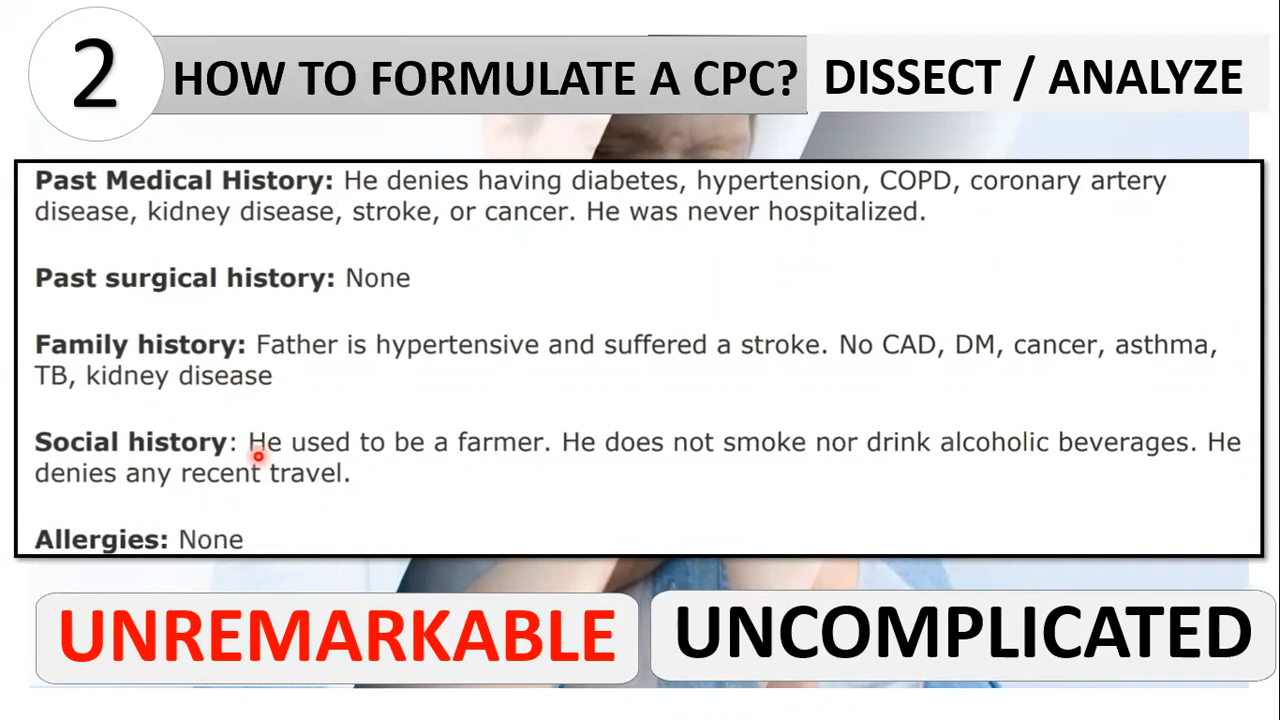 2
HOW TO FORMULATE A CPC?
DISSECT / ANALYZE
Past Medical History: He denies having diabetes, hypertension, COPD, coronary artery
disease, kidney disease, stroke, or cancer. He was never hospitalized.
Past surgical history: None
Family history: Father is hypertensive and suffered a stroke. No CAD, DM, cancer, asthma,
TB, kidney disease
Social history: He used to be a farmer. He does not smoke nor drink alcoholic beverages. He
denies any recent travel.
Allergies: None
UNREMARKABLE
UNCOMPLICATED